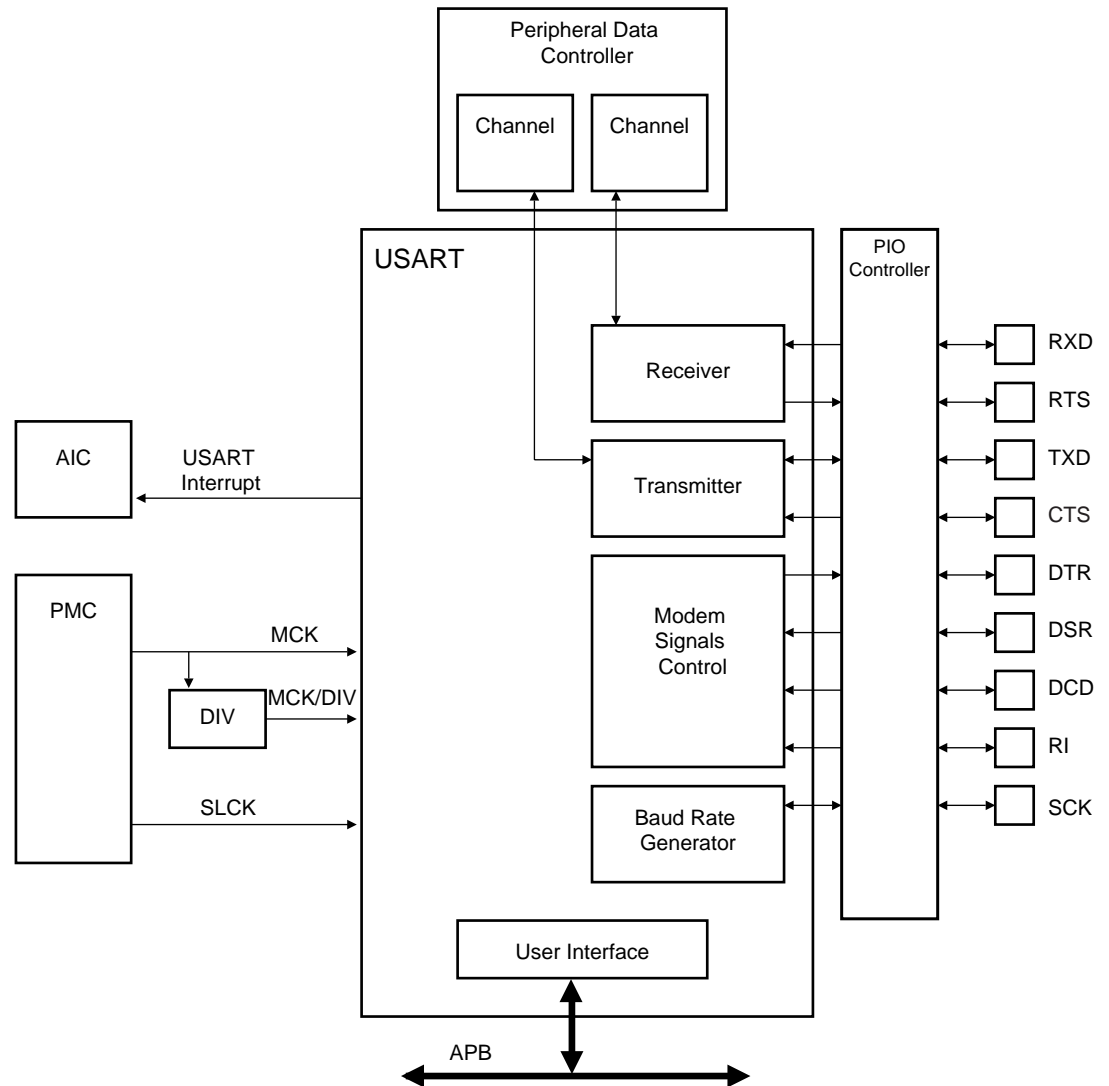 Peripheral Data
Controller
Channel
Channel
USART
PIO
Controller
Receiver
RXD
RTS
AIC
USART
Interrupt
Transmitter
TXD
CTS
PMC
MCK
DIV
MCK/DIV
SLCK
Modem
Signals
Control
DTR
DSR
DCD
RI
Baud Rate
Generator
SCK
User Interface
APB